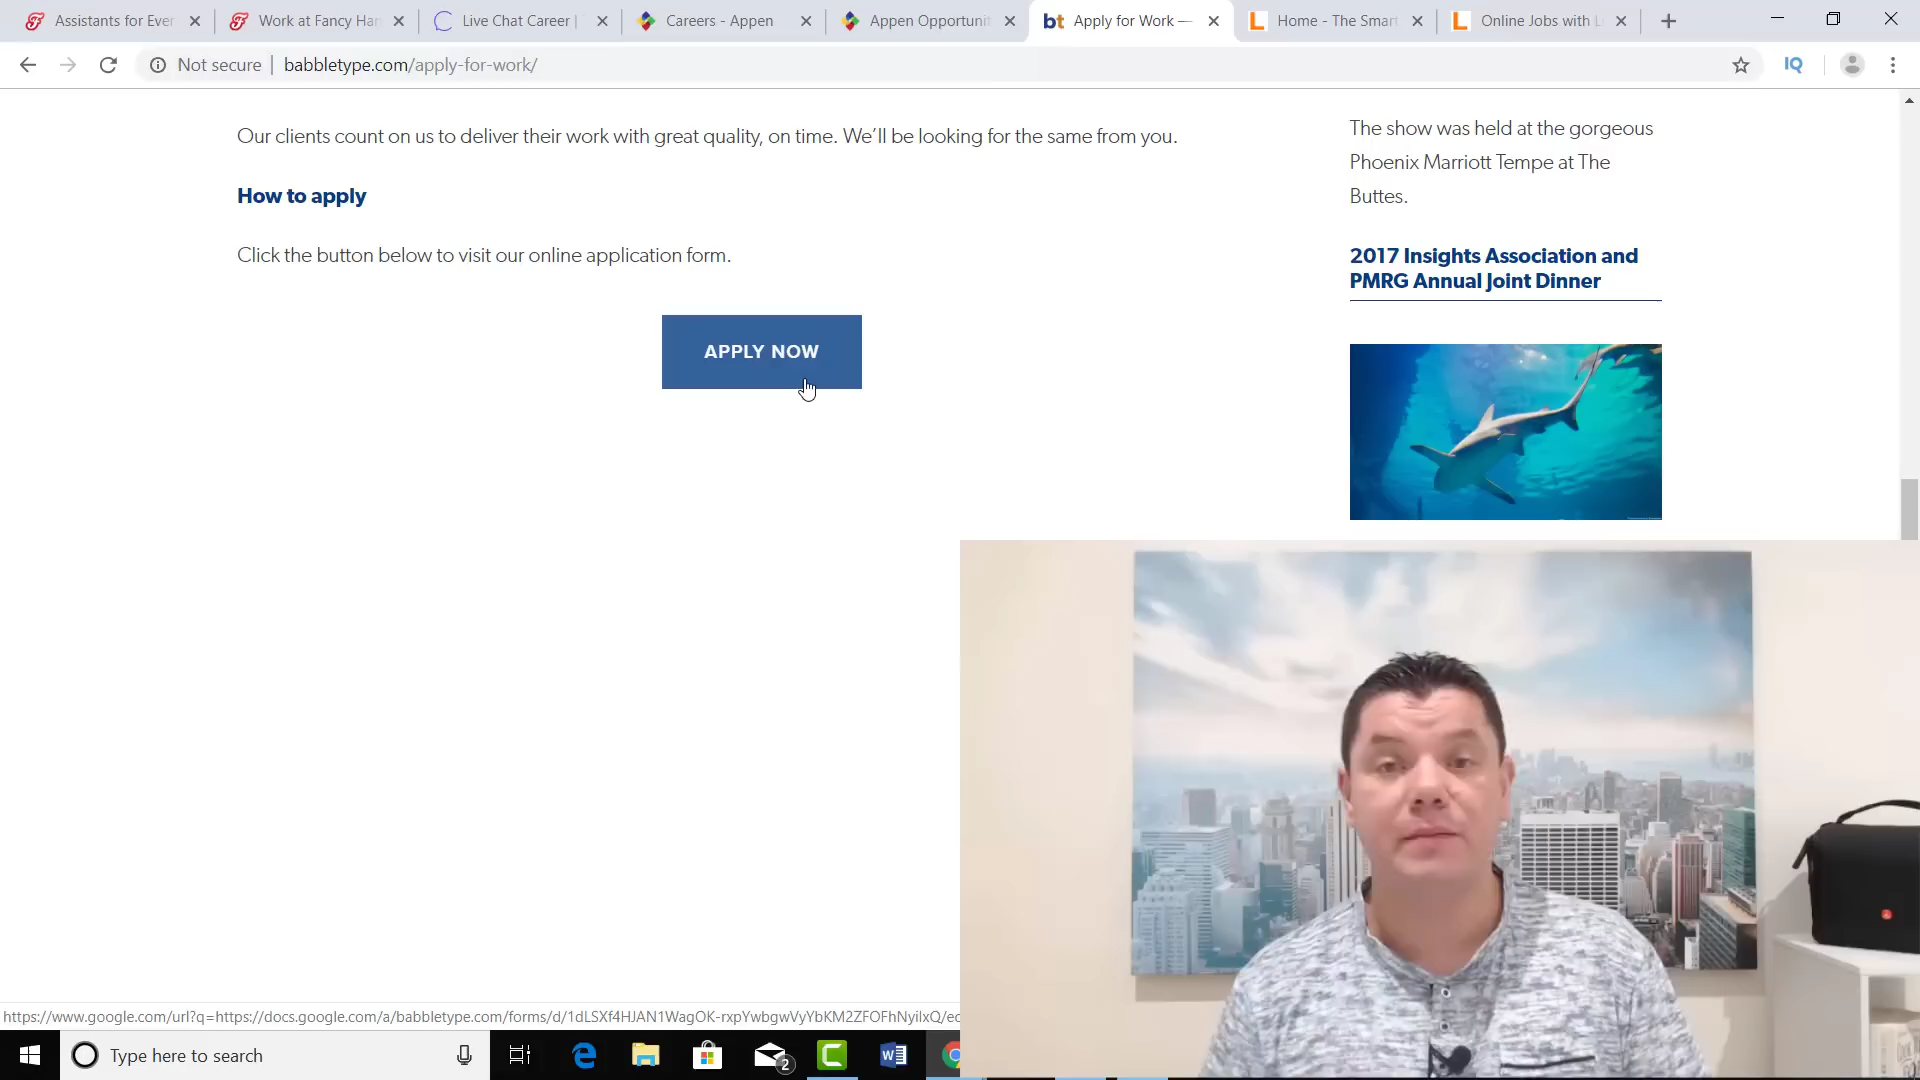 Assistants for Ever
Work at Fancy Han
Live Chat Career |
Careers - Appen
Appen Opportunit
bt Apply for Work —
L Home - The Smart
L Online Jobs with L
Not secure | babbletype.com/apply-for-work/
IQ
Our clients count on us to deliver their work with great quality, on time. We'll be looking for the same from you.
How to apply
Click the button below to visit our online application form.
APPLY NOW
The show was held at the gorgeous
Phoenix Marriott Tempe at The
Buttes.
2017 Insights Association and
PMRG Annual Joint Dinner
https://www.google.com/url?q=https://docs.google.com/a/babbletype.com/forms/d/1dLSXf4HJAN1WagOK-rxpYwbgwVyYbKM2ZFOFhNyilxQ/ec
Type here to search
2